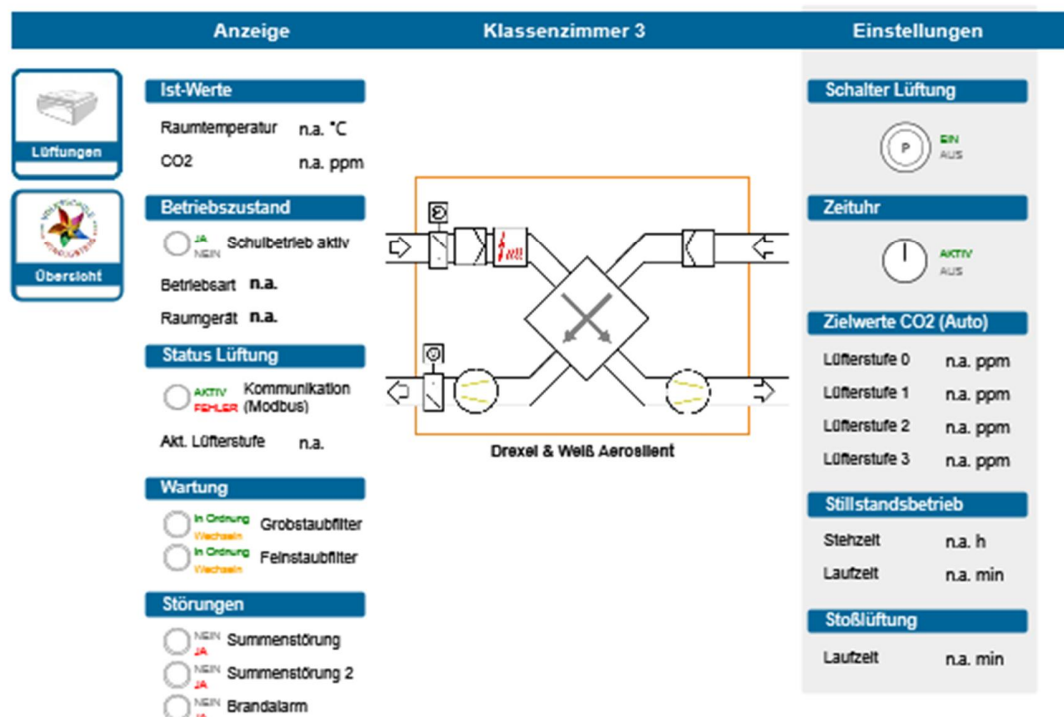 Anzeige
Klassenzimmer 3
Einstellungen
Lüftungen
Übersicht
Ist-Werte
Raumtemperatur n.a. °C
CO2 n.a. ppm
Betriebszustand
JA
NEIN
Schulbetrieb aktiv
Betriebsart n.a.
Raumgerät n.a.
Status Lüftung
AKTIV
FEHLER
Kommunikation
(Modbus)
Akt. Lüfterstufe n.a.
Wartung
In Ordnung
Wechseln
Grobstaubfilter
In Ordnung
Wechseln
Feinstaubfilter
Störungen
NEIN
JA
Summenstörung
NEIN
JA
Summenstörung 2
NEIN
JA
Brandalarm
Drexel & Weiß Aerosilent
Schalter Lüftung
P
EIN
AUS
Zeituhr
AKTIV
AUS
Zielwerte CO2 (Auto)
Lüfterstufe 0 n.a. ppm
Lüfterstufe 1 n.a. ppm
Lüfterstufe 2 n.a. ppm
Lüfterstufe 3 n.a. ppm
Stillstandsbetrieb
Stehzeit n.a. h
Laufzeit n.a. min
Stoßlüftung
Laufzeit n.a. min